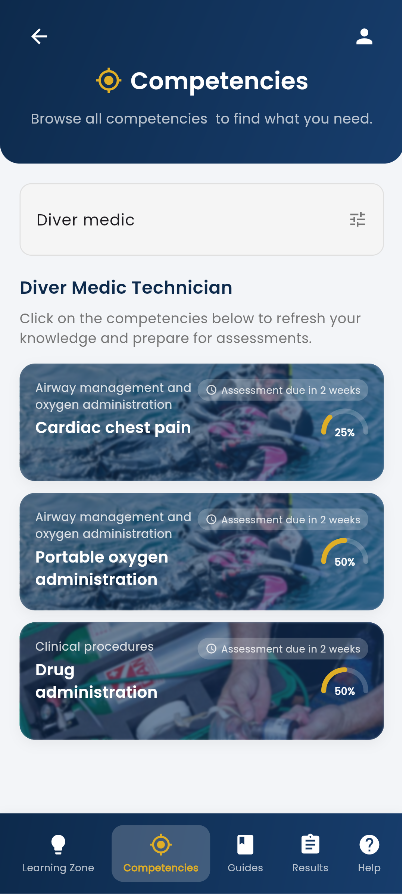 Competencies
Browse all competencies  to find what you need.
Diver medic
Diver Medic Technician
Click on the competencies below to refresh your
knowledge and prepare for assessments.
Airway management and
oxygen administration
Assessment due in 2 weeks
Cardiac chest pain
25%
Airway management and
oxygen administration
Assessment due in 2 weeks
Portable oxygen
administration
50%
Clinical procedures
Assessment due in 2 weeks
Drug
administration
50%
Learning Zone
Competencies
Guides
Results
Help